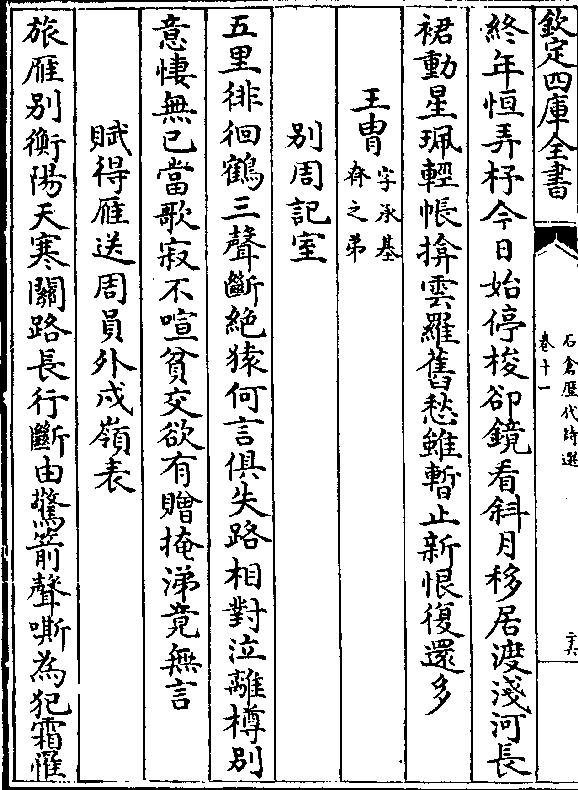 欽定四庫全書
石倉歴代詩選
卷十一
終年恒弄杼今日始停梭卻鏡看斜月移居渡淺河長
裙動星珮輕帳揜雲羅舊愁雖暫止新恨復還多
王胄字承基
脊之弟
別周記室
五里徘徊鶴三聲斷絶猿何言俱失路相對泣離樽別
意悽無已當歌寂不喧貧交欲有贈掩涕竟無言
賦得雁送周員外戍嶺表
旅雁别衡陽天寒關路長行斷由驚箭聲嘶為犯霜罹